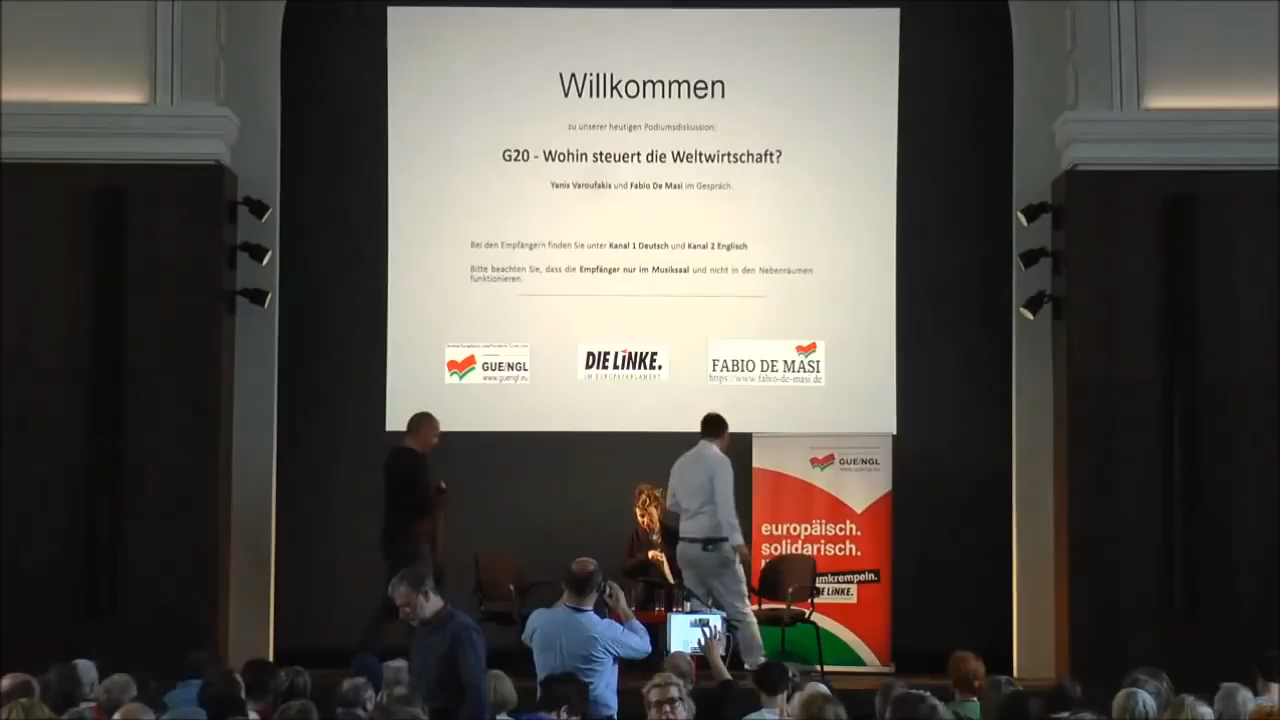 Willkommen
zu unserer heutigen Podiumsdiskussion:
G20 - Wohin steuert die Weltwirtschaft?
Yanis Varoufakis und Fabio De Masi im Gespräch.
Bei den Empfängern finden Sie unter Kanal 1 Deutsch und Kanal 2 Englisch
Bitte beachten Sie, dass die Empfänger nur im Musiksaal und nicht in den Nebenräumen
funktionieren.
GUE/NGL
www.guengl.eu
DIE LINKE.
IM EUROPAPARLAMENT
FABIO DE MASI
https://www.fabio-de-masi.de
GUE/NGL
www.guengl.eu
europäisch.
solidarisch.
umkrempeln.
DIE LINKE.